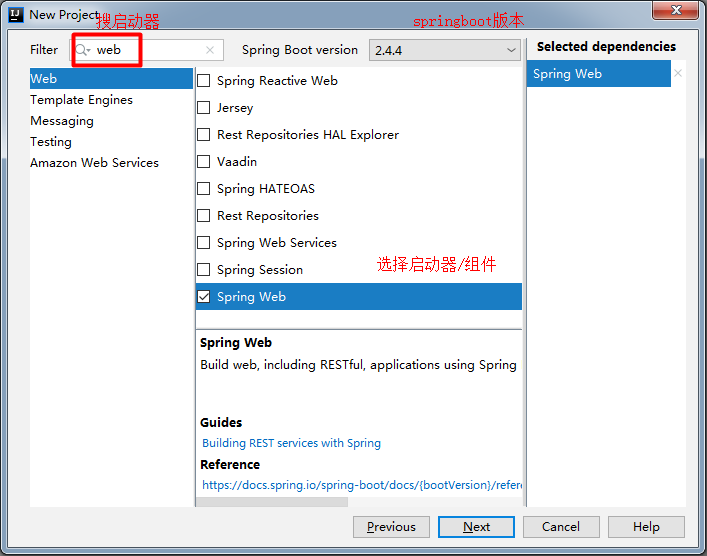 New Project
搜启动器
springboot版本
Filter
web
Spring Boot version
2.4.4
Selected dependencies
Web
Template Engines
Messaging
Testing
Amazon Web Services
Spring Reactive Web
Jersey
Rest Repositories HAL Explorer
Vaadin
Spring HATEOAS
Rest Repositories
Spring Web Services
Spring Session
选择启动器/组件
Spring Web
Spring Web
Spring Web
Build web, including RESTful, applications using Spring
Guides
Building REST services with Spring
Reference
https://docs.spring.io/spring-boot/docs/{bootVersion}/refere
Previous
Next
Cancel
Help